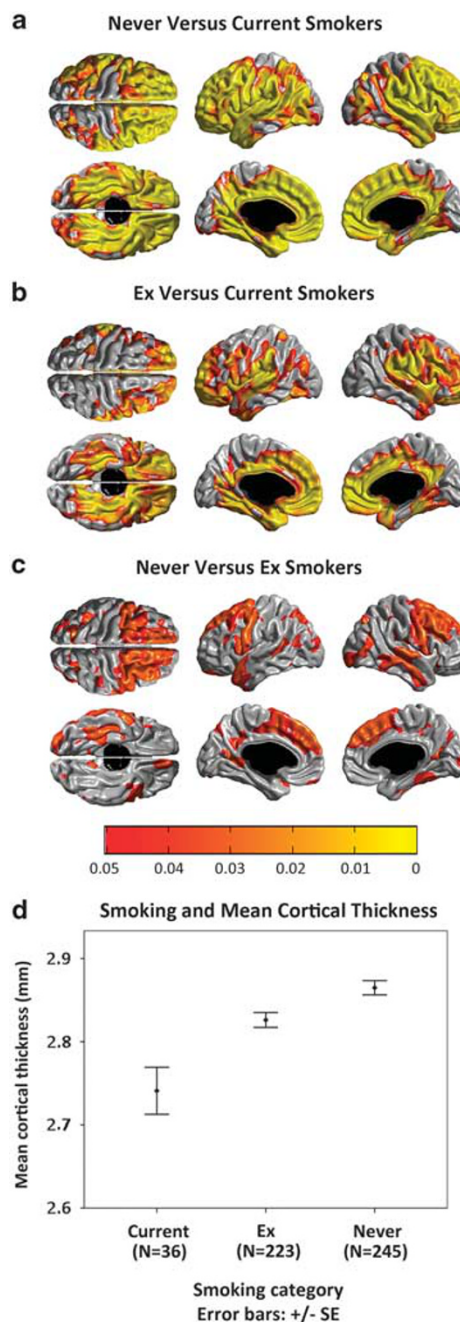 a
Never Versus Current Smokers
b
Ex Versus Current Smokers
c
Never Versus Ex Smokers
0.05 0.04 0.03 0.02 0.01 0
d
Smoking and Mean Cortical Thickness
Mean cortical thickness (mm)
2.9
2.8
2.7
2.6
Current Ex Never
(N=36) (N=223) (N=245)
Smoking category
Error bars: +/- SE